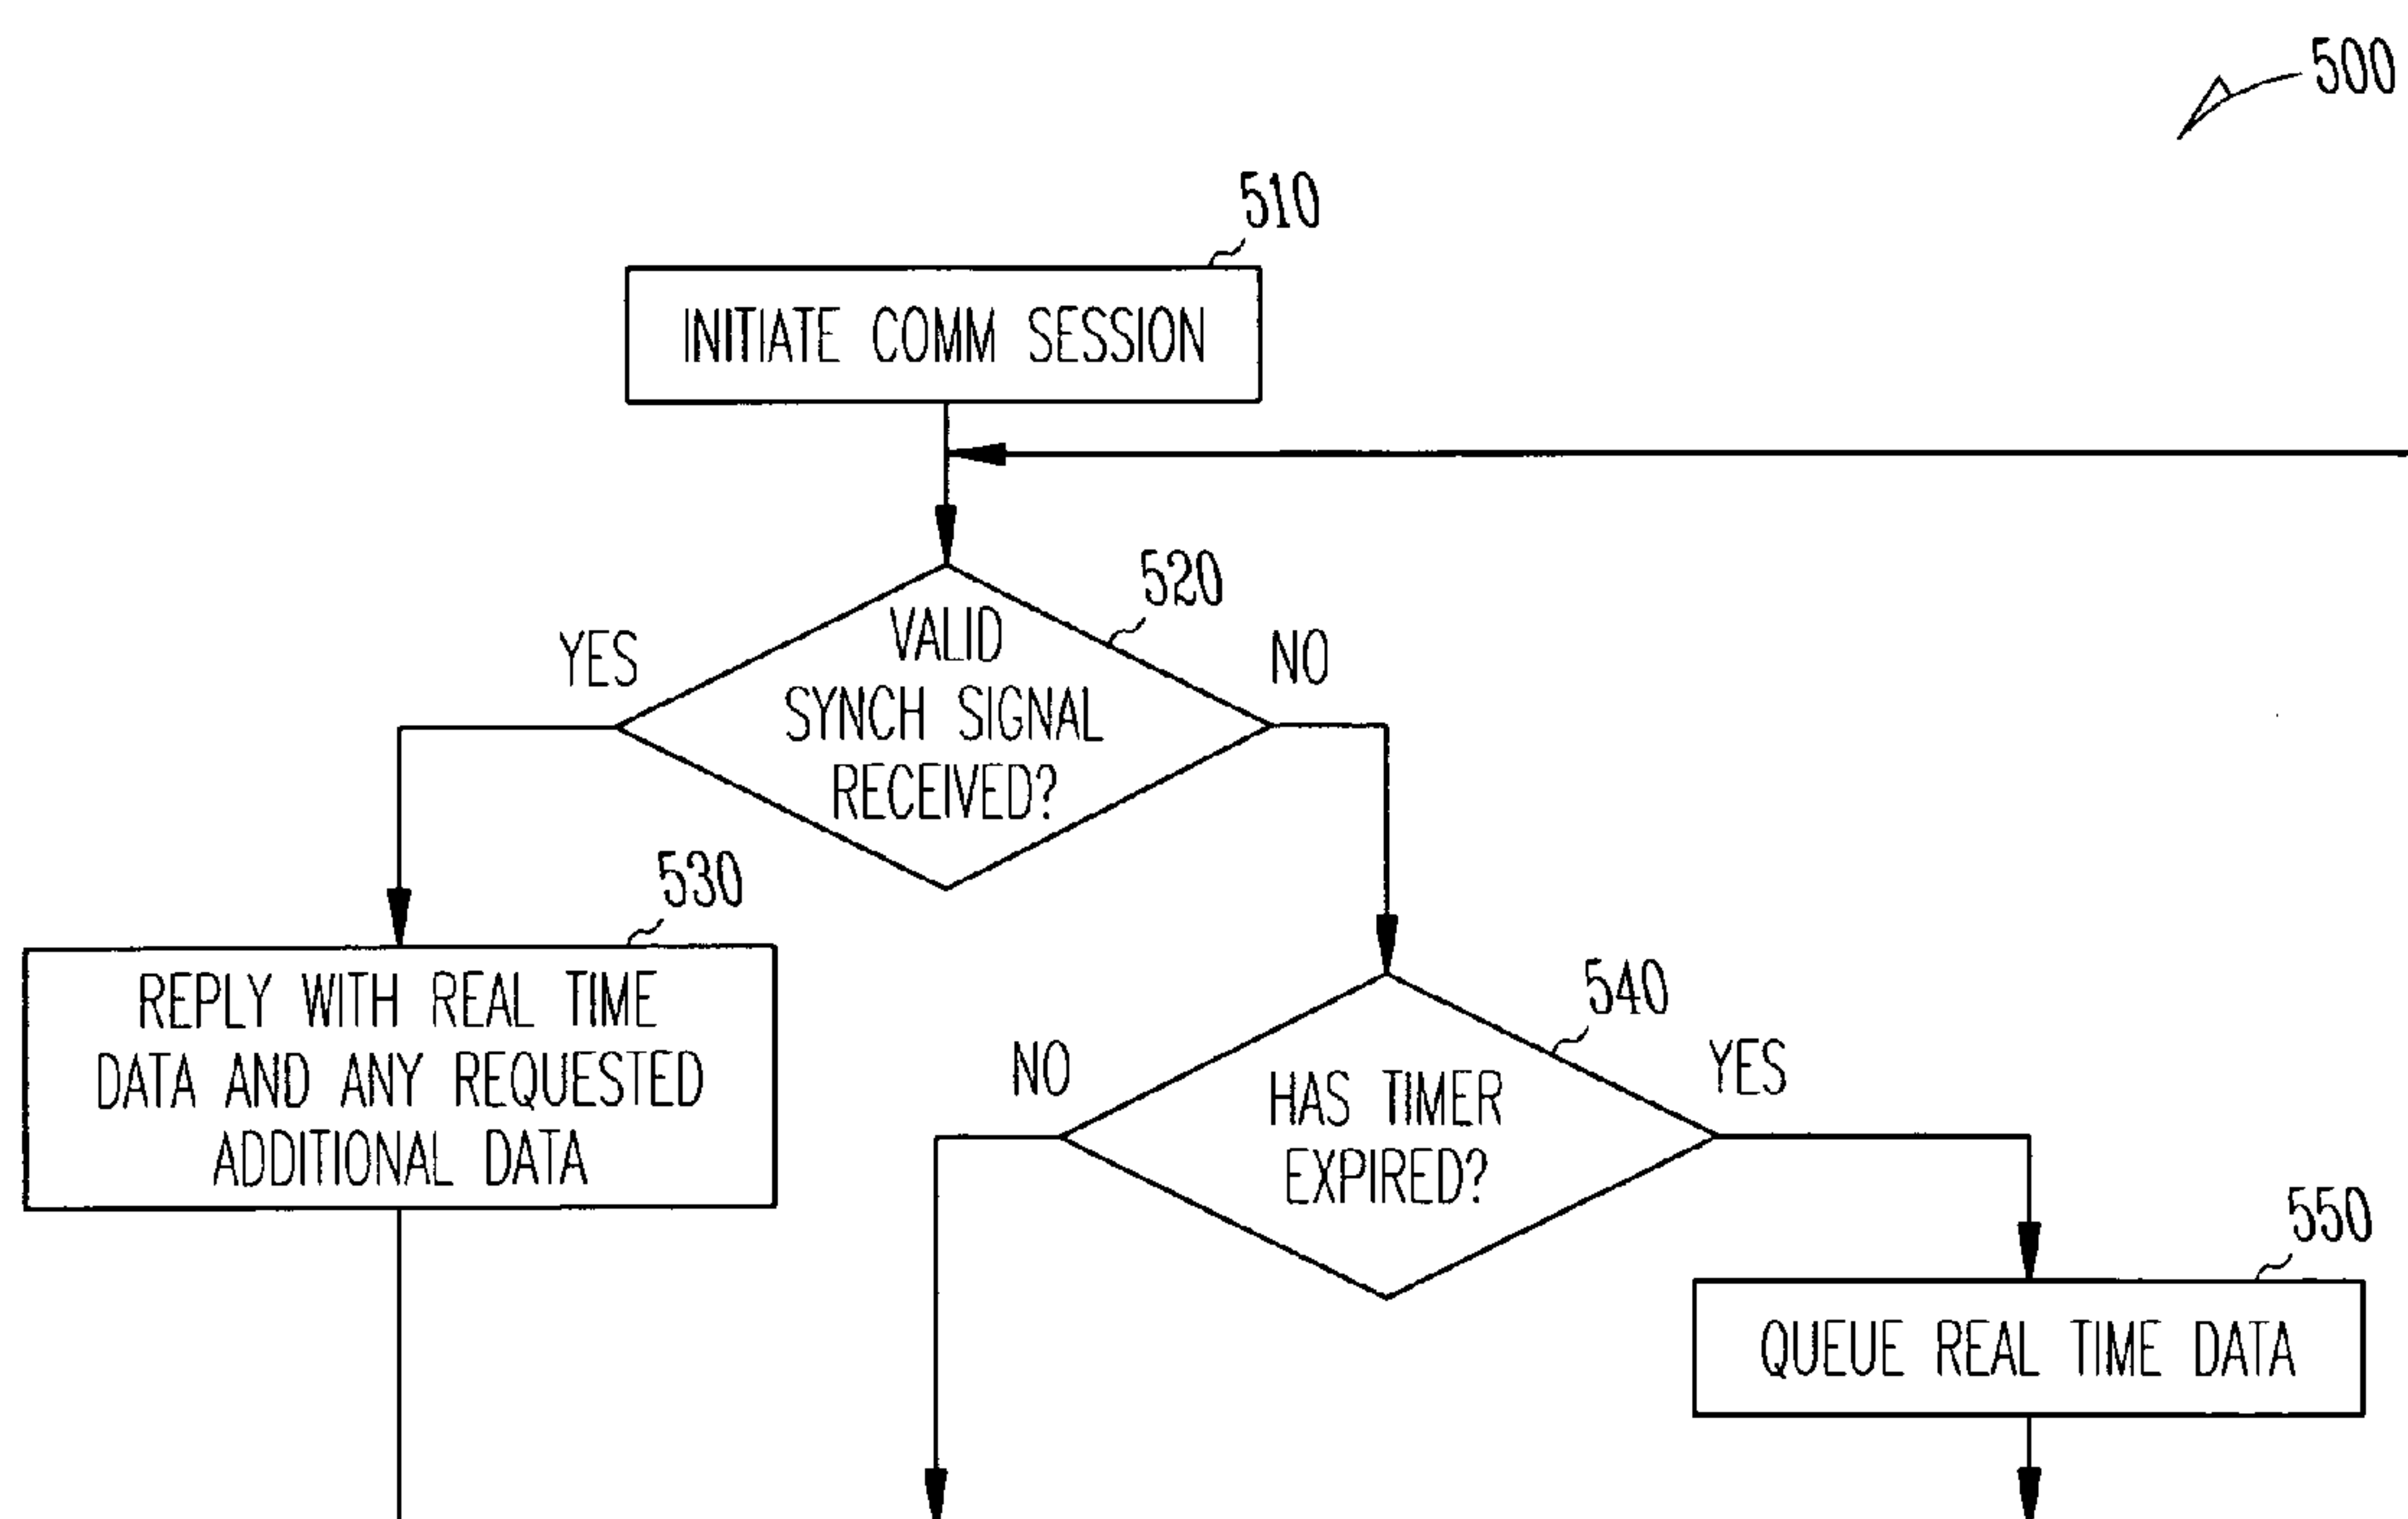 500
510
INITIATE COMM SESSION
520
YES
NO
VALID
SYNCH SIGNAL
RECEIVED?
530
REPLY WITH REAL TIME
DATA AND ANY REQUESTED
ADDITIONAL DATA
540
NO
YES
HAS TIMER
EXPIRED?
550
QUEUE REAL TIME DATA